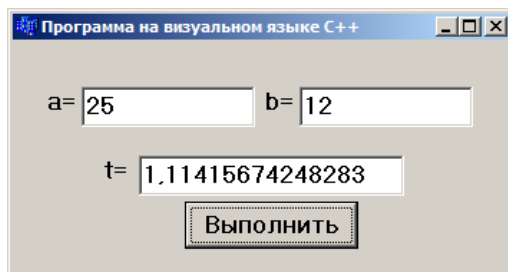 Программа на визуальном языке C++
a= 25 b= 12
t= 1,11415674248283
Выполнить